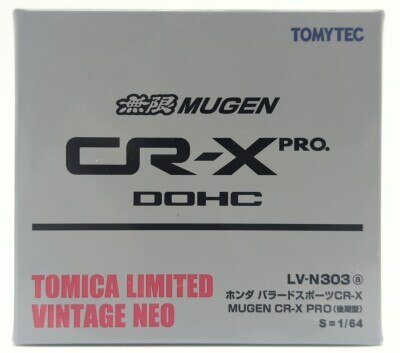 TOMYTEC
無限 MUGEN
CR-X PRO.
DOHC
TOMICA LIMITED
VINTAGE NEO
LV-N303 ⓐ
ホンダ バラードスポーツCR-X
MUGEN CR-X PRO (後期型)
S=1/64